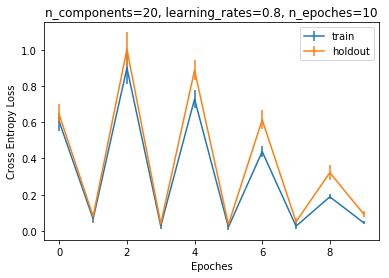 n_components=20, learning_rates=0.8, n_epoches=10
train
holdout
Cross Entropy Loss
1.0
0.8
0.6
0.4
0.2
0.0
0 2 4 6 8
Epoches